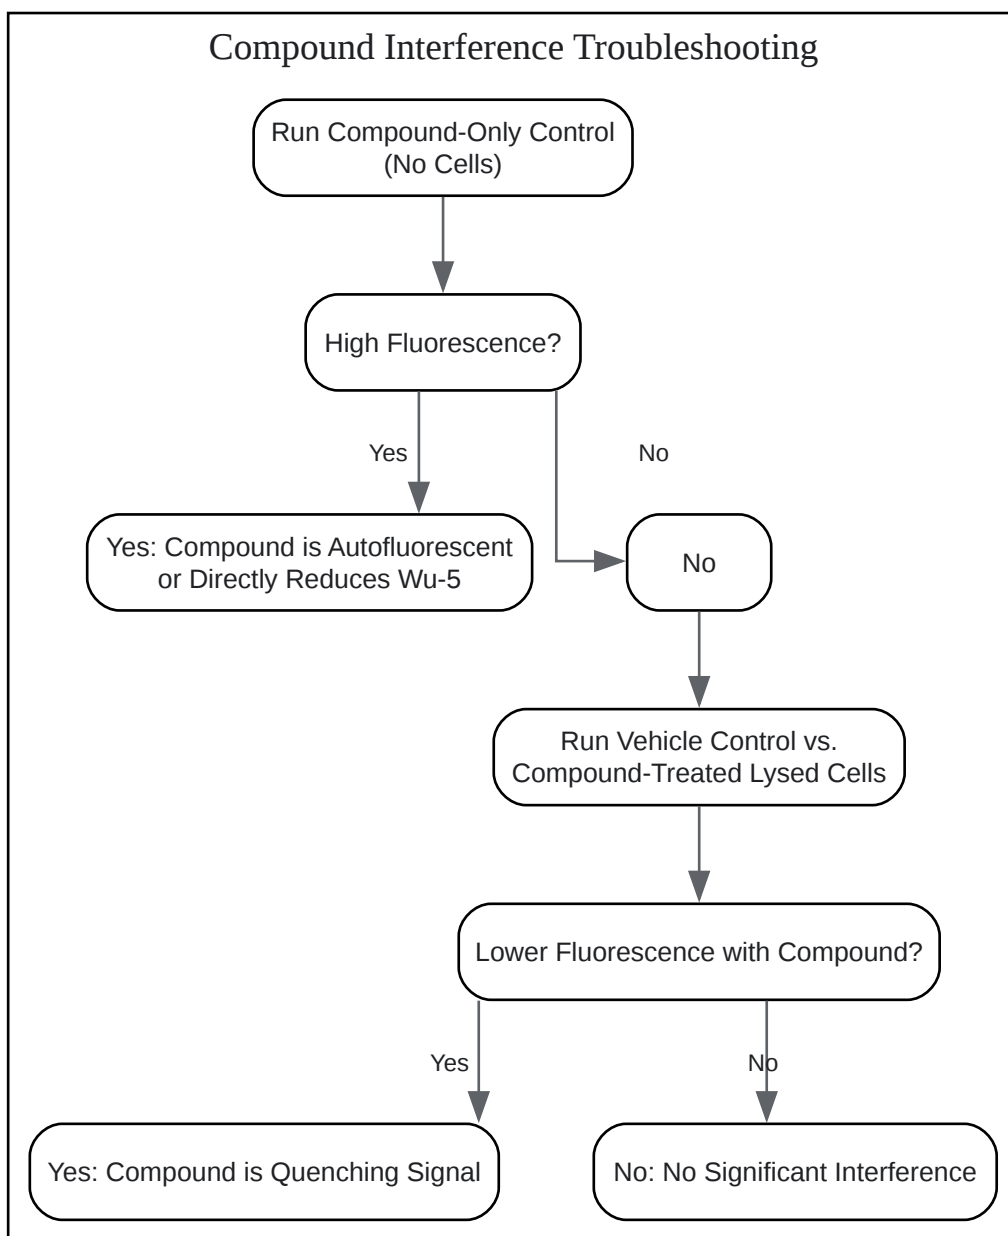 Compound Interference Troubleshooting
Run Compound-Only Control
(No Cells)
High Fluorescence?
Yes
No
Yes: Compound is Autofluorescent
or Directly Reduces Wu-5
No
Run Vehicle Control vs.
Compound-Treated Lysed Cells
Lower Fluorescence with Compound?
Yes
No
Yes: Compound is Quenching Signal
No: No Significant Interference